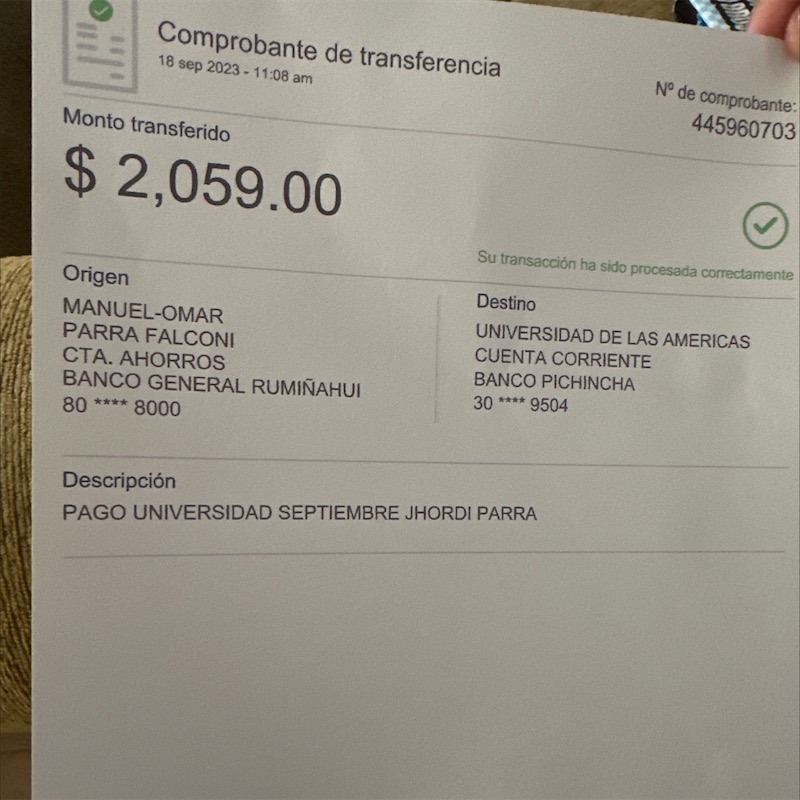 Comprobante de transferencia
18 sep 2023 - 11:08 am
Nº de comprobante:
445960703
Monto transferido
$ 2,059.00
Su transacción ha sido procesada correctamente
Origen
MANUEL-OMAR
PARRA FALCONI
CTA. AHORROS
BANCO GENERAL RUMIÑAHUI
80 **** 8000
Destino
UNIVERSIDAD DE LAS AMERICAS
CUENTA CORRIENTE
BANCO PICHINCHA
30 **** 9504
Descripción
PAGO UNIVERSIDAD SEPTIEMBRE JHORDI PARRA